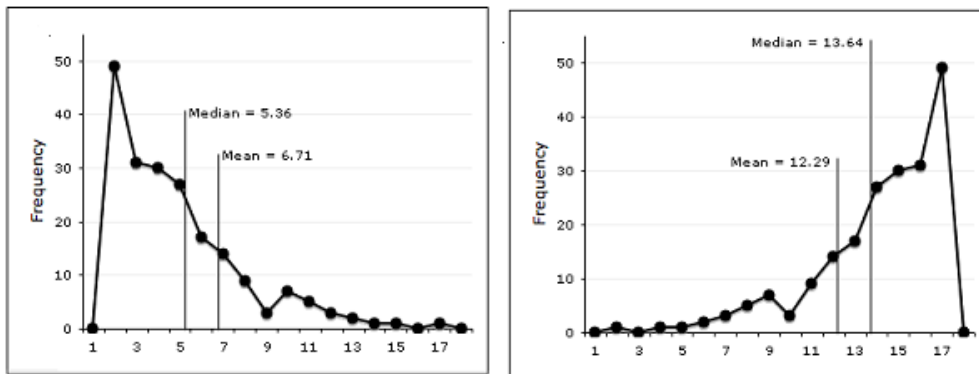 50
Median = 5.36
40
Mean = 6.71
30
20
10
0
Frequency
1 3 5 7 9 11 13 15 17
Median = 13.64
50
40
Mean = 12.29
30
20
10
0
Frequency
1 3 5 7 9 11 13 15 17